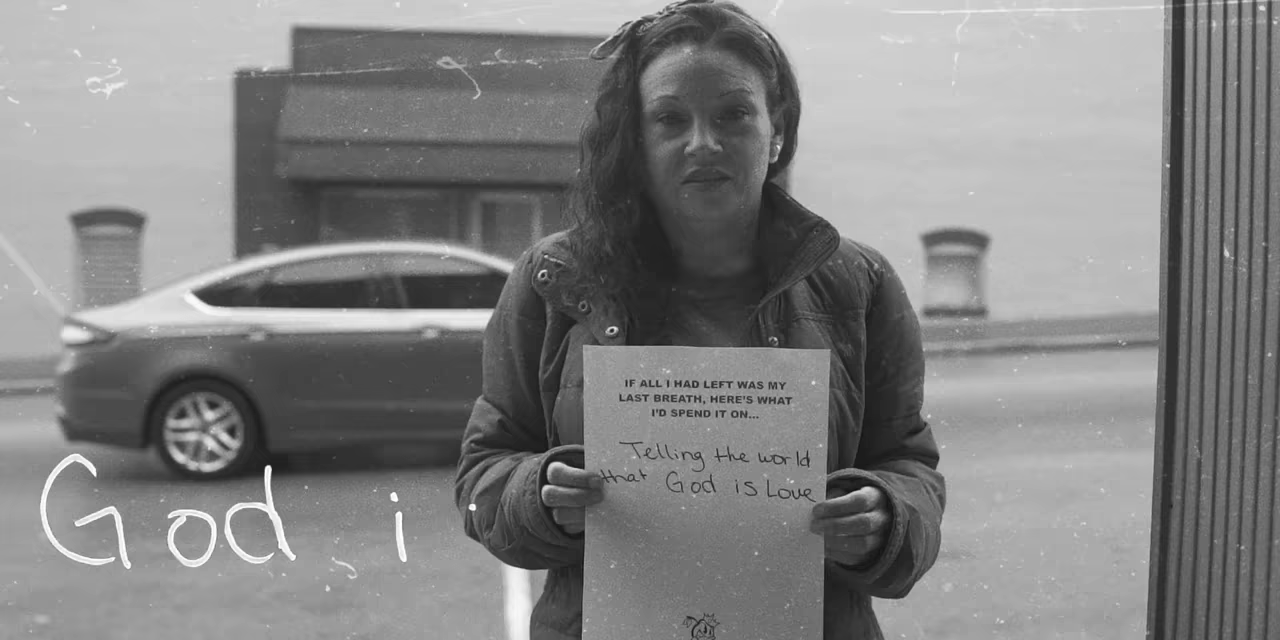 IF ALL I HAD LEFT WAS MY
LAST BREATH, HERE'S WHAT
I'D SPEND IT ON...
Telling the world
that God is Love
God i